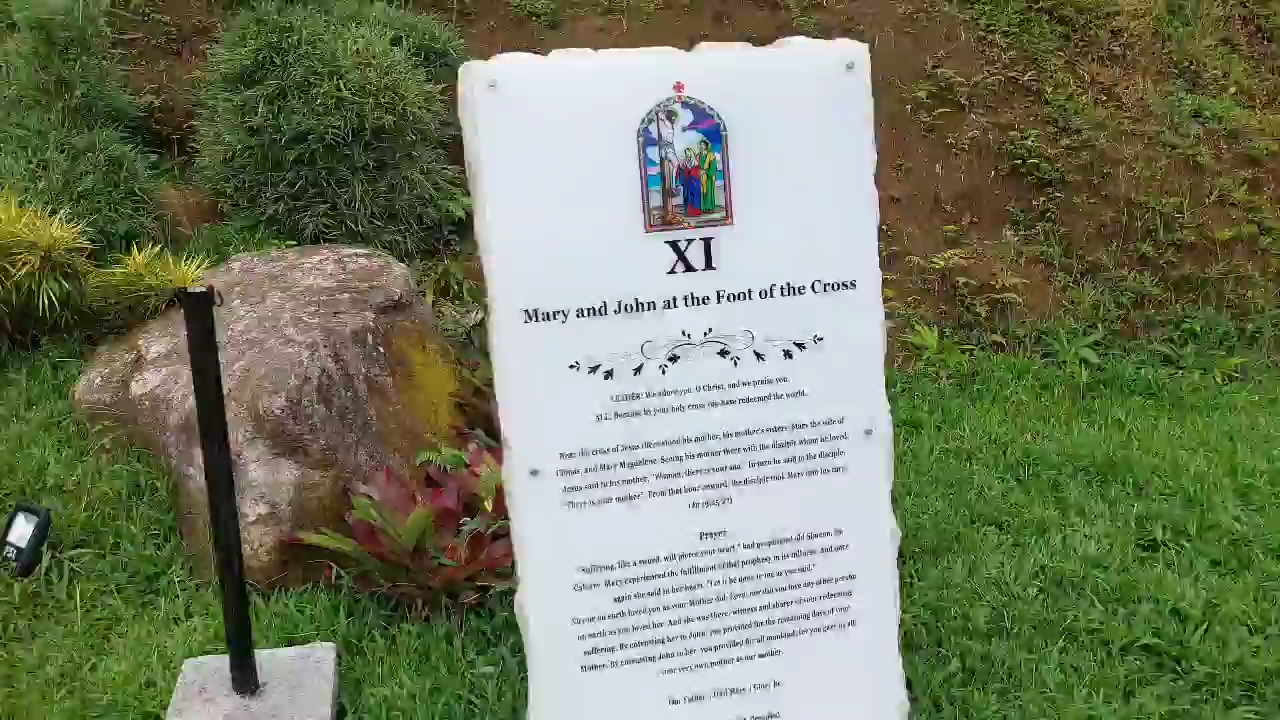 XI
Mary and John at the Foot of the Cross
LEADER: We adore you, O Christ, and we praise you.
ALL: Because by your holy cross you have redeemed the world.
Near the cross of Jesus there stood his mother, his mother's sister, Mary the wife of
Clopas, and Mary Magdalene. Seeing his mother there with the disciple whom he loved,
Jesus said to his mother, "Woman, there is your son." In turn he said to the disciple,
"There is your mother". From that hour onward, the disciple took Mary into his care.
(Jn 19:25-27)
Prayer
"Suffering, like a sword, will pierce your heart," had prophesied old Simeon. In
Calvary Mary experienced the fulfillment of that prophecy in its fullness. And once
again she said in her heart, "Let it be done to me as you said."
No one on earth loved you as your Mother did, Lord, nor did you love any other person
on earth as you loved her. And she was there, witness and sharer of your redeeming
suffering. By entrusting her to John, you provided for the remaining days of your
Mother. By entrusting John to her, you provided for all mankind, for you gave us all
your very own mother as our mother.
Our Father / Hail Mary / Glory be